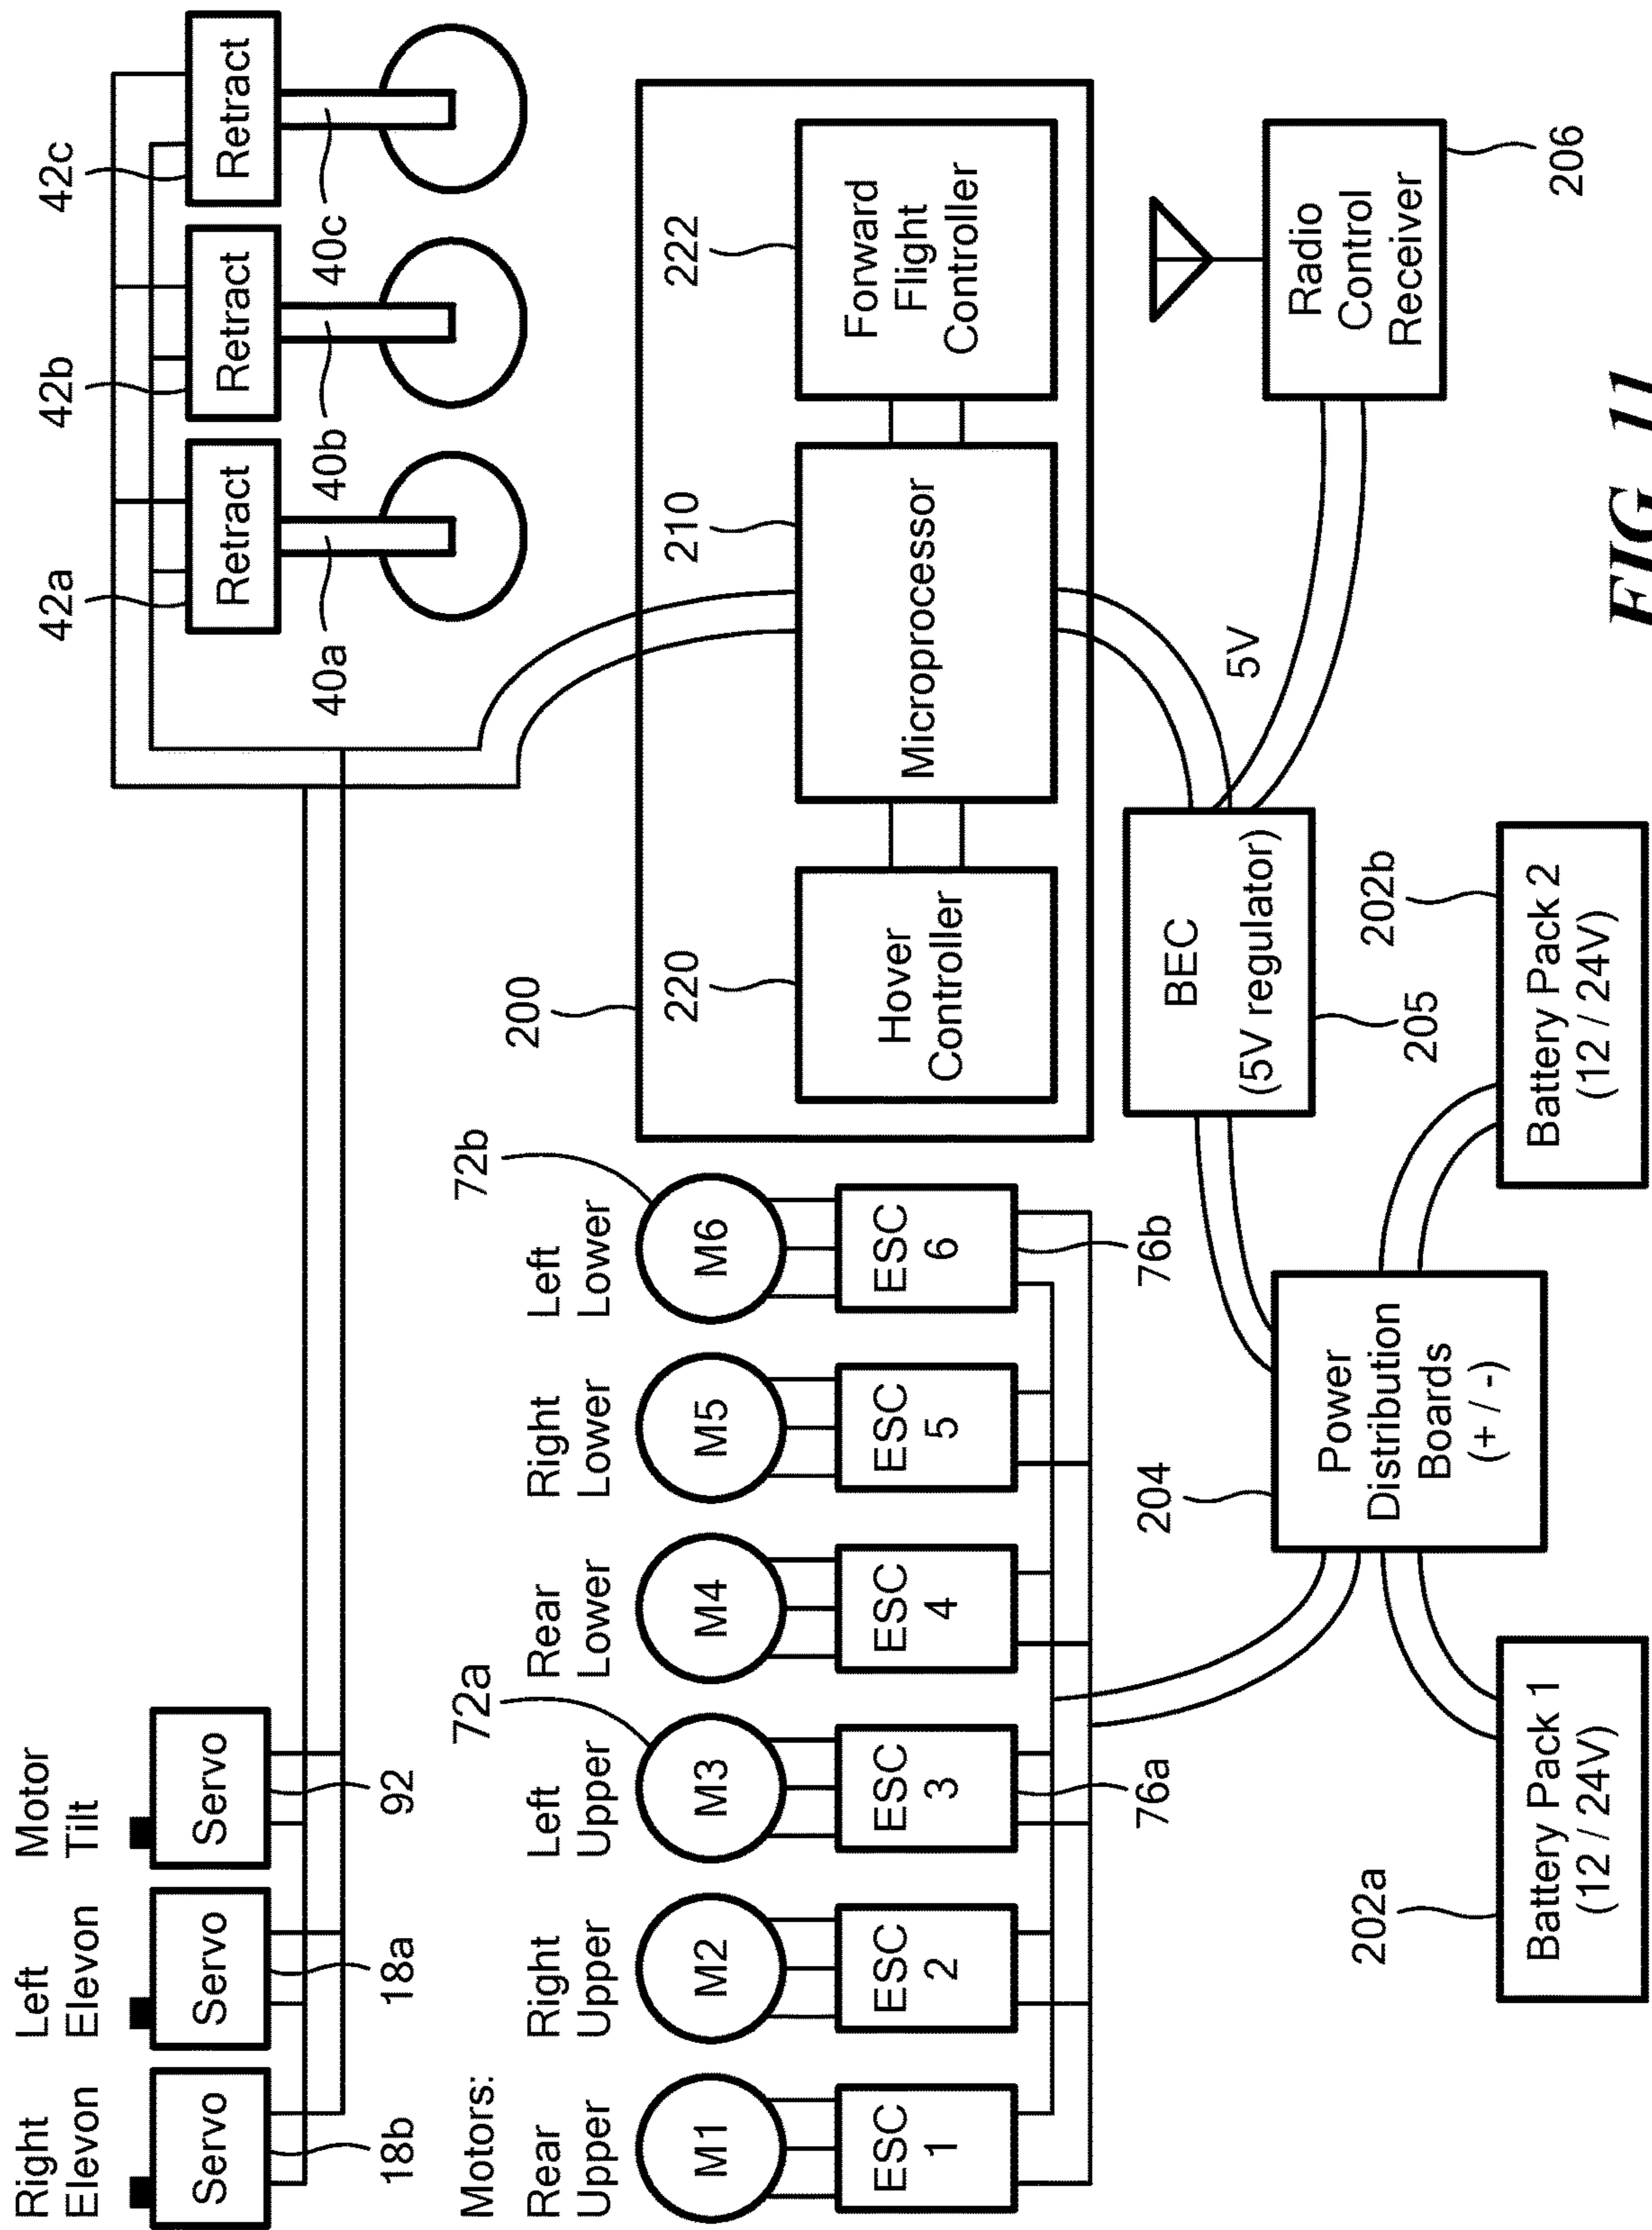 Right
Elevon
Left
Elevon
Motor
Tilt
Servo
Servo
Servo
18b
18a
92
42a
42b
42c
Retract
Retract
Retract
40a
40b
40c
Motors:
Rear
Upper
Right
Upper
Left
Upper
72a
Rear
Lower
Right
Lower
Left
Lower
72b
M1
M2
M3
M4
M5
M6
ESC
1
ESC
2
ESC
3
ESC
4
ESC
5
ESC
6
76a
76b
200
220
210
222
Hover
Controller
Microprocessor
Forward
Flight
Controller
204
Power
Distribution
Boards
(+ / -)
BEC
(5V regulator)
205
5V
Radio
Control
Receiver
206
202a
Battery Pack 1
(12 / 24V)
202b
Battery Pack 2
(12 / 24V)
FIG. 11